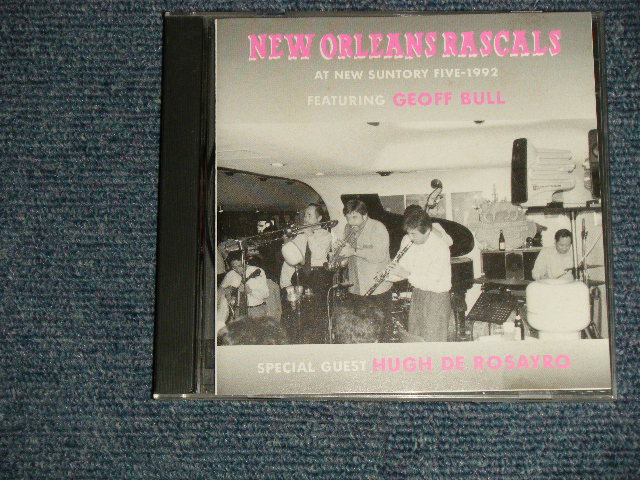 NEW ORLEANS RASCALS
AT NEW SUNTORY FIVE-1992
FEATURING GEOFF BULL
SPECIAL GUEST HUGH DE ROSAYRO